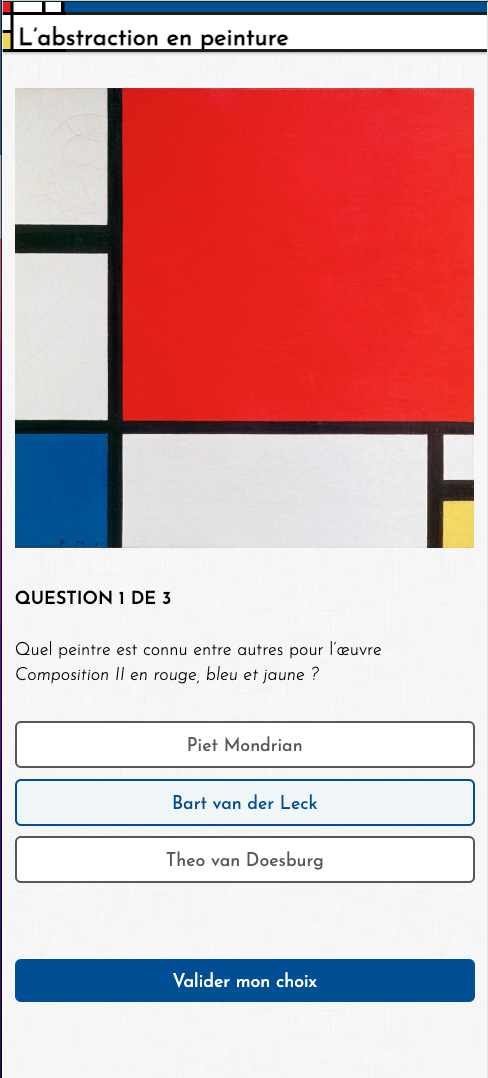 L’abstraction en peinture
QUESTION 1 DE 3
Quel peintre est connu entre autres pour l’œuvre
Composition II en rouge, bleu et jaune ?
Piet Mondrian
Bart van der Leck
Theo van Doesburg
Valider mon choix